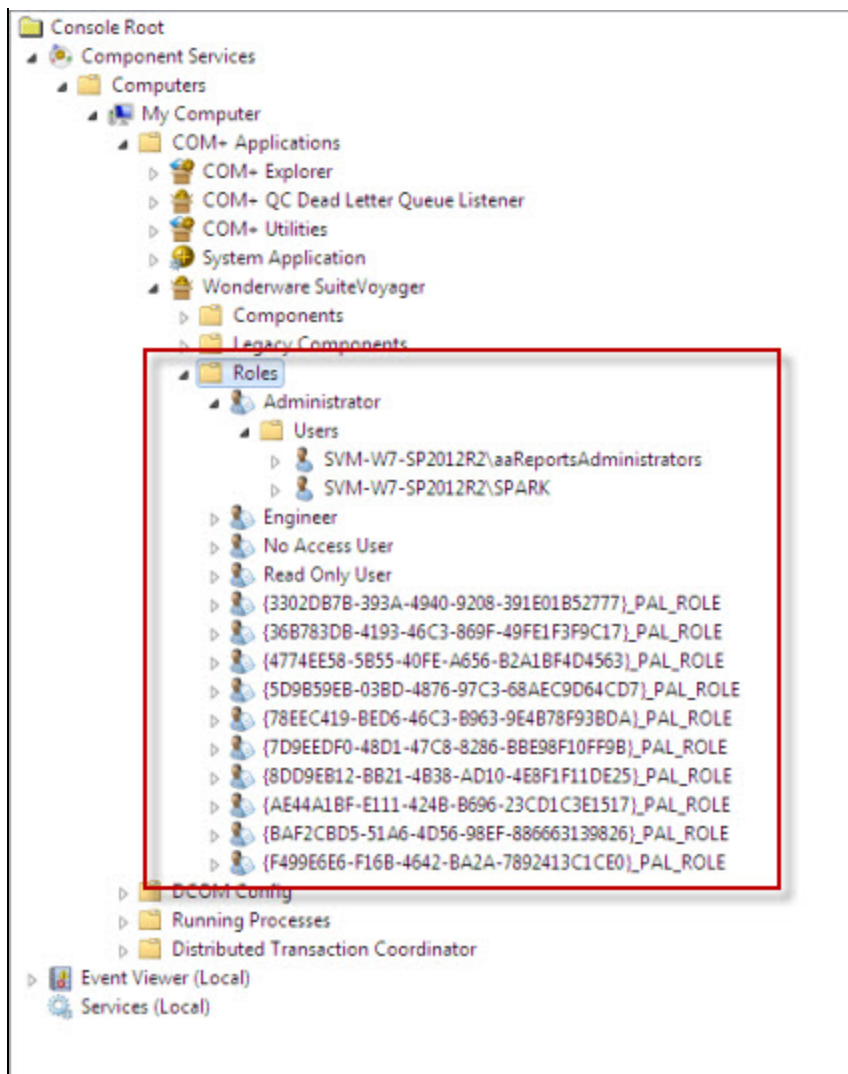 Console Root
Component Services
Computers
My Computer
COM+ Applications
COM+ Explorer
COM+ QC Dead Letter Queue Listener
COM+ Utilities
System Application
Wonderware SuiteVoyager
Components
Legacy Components
Roles
Administrator
Users
SVM-W7-SP2012R2\aaReportsAdministrators
SVM-W7-SP2012R2\SPARK
Engineer
No Access User
Read Only User
{3302DB7B-393A-4940-9208-391E01B52777}_PAL_ROLE
{36B783DB-4193-46C3-869F-49FE1F3F9C17}_PAL_ROLE
{4774EE58-5B55-40FE-A656-B2A1BF4D4563}_PAL_ROLE
{5D9B59EB-03BD-4876-97C3-68AEC9D64CD7}_PAL_ROLE
{78EEC419-BED6-46C3-B963-9E4B78F93BDA}_PAL_ROLE
{7D9EEDF0-48D1-47C8-8286-BBE98F10FF9B}_PAL_ROLE
{8DD9EB12-BB21-4B38-AD10-4E8F1F11DE25}_PAL_ROLE
{AE44A1BF-E111-424B-B696-23CD1C3E1517}_PAL_ROLE
{BAF2CBD5-51A6-4D56-98EF-886663139826}_PAL_ROLE
{F499E6E6-F16B-4642-BA2A-7892413C1CE0}_PAL_ROLE
DCOM Config
Running Processes
Distributed Transaction Coordinator
Event Viewer (Local)
Services (Local)